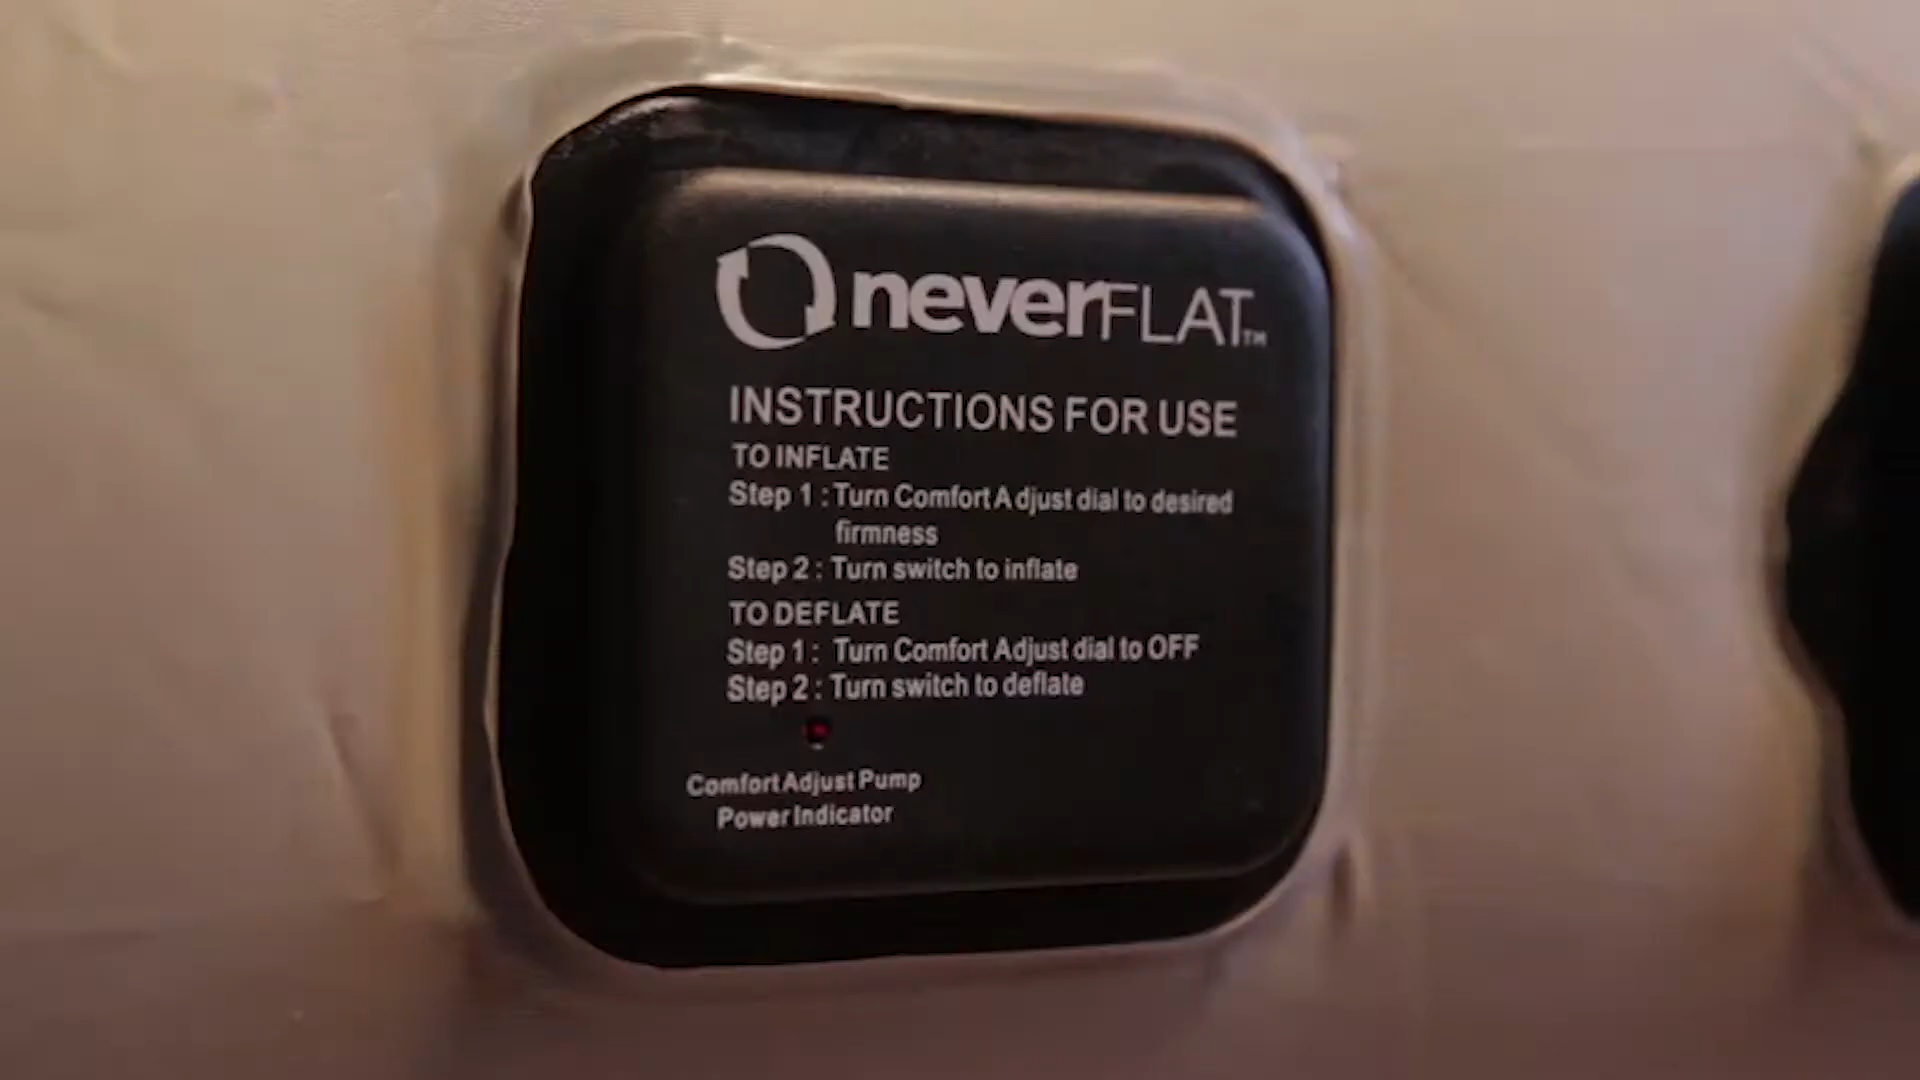 neverFLAT™
INSTRUCTIONS FOR USE
TO INFLATE
Step 1 : Turn Comfort Adjust dial to desired
firmness
Step 2 : Turn switch to inflate
TO DEFLATE
Step 1 : Turn Comfort Adjust dial to OFF
Step 2 : Turn switch to deflate
Comfort Adjust Pump
Power Indicator